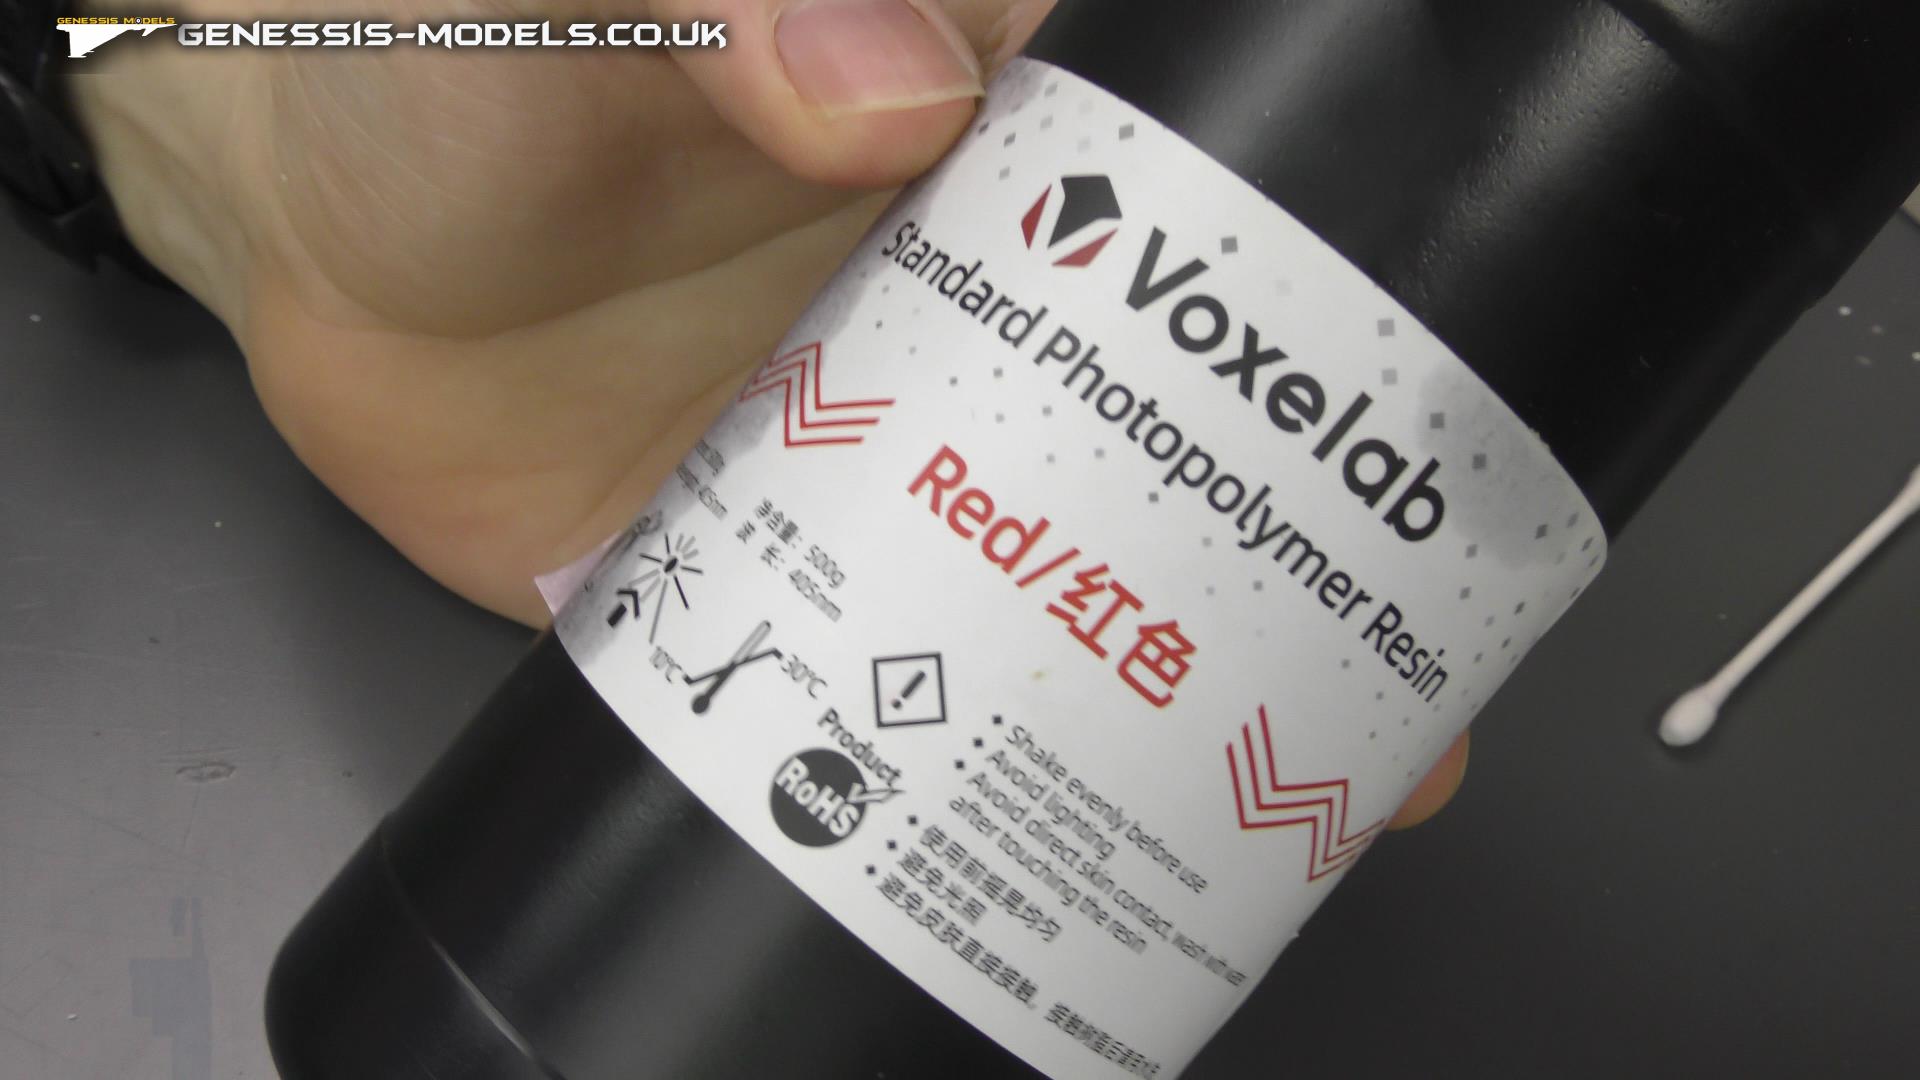 GENESSIS MODELS
GENESSIS-MODELS.CO.UK
Voxelab
Standard Photopolymer Resin
Red/红色
净含量：500g
波 长：405nm
10°C
-30°C
Product
RoHS
Shake evenly before use
Avoid lighting
Avoid direct skin contact, wash with
after touching the resin
使用前摇晃均匀
避免光照
避免皮肤直接接触，接触